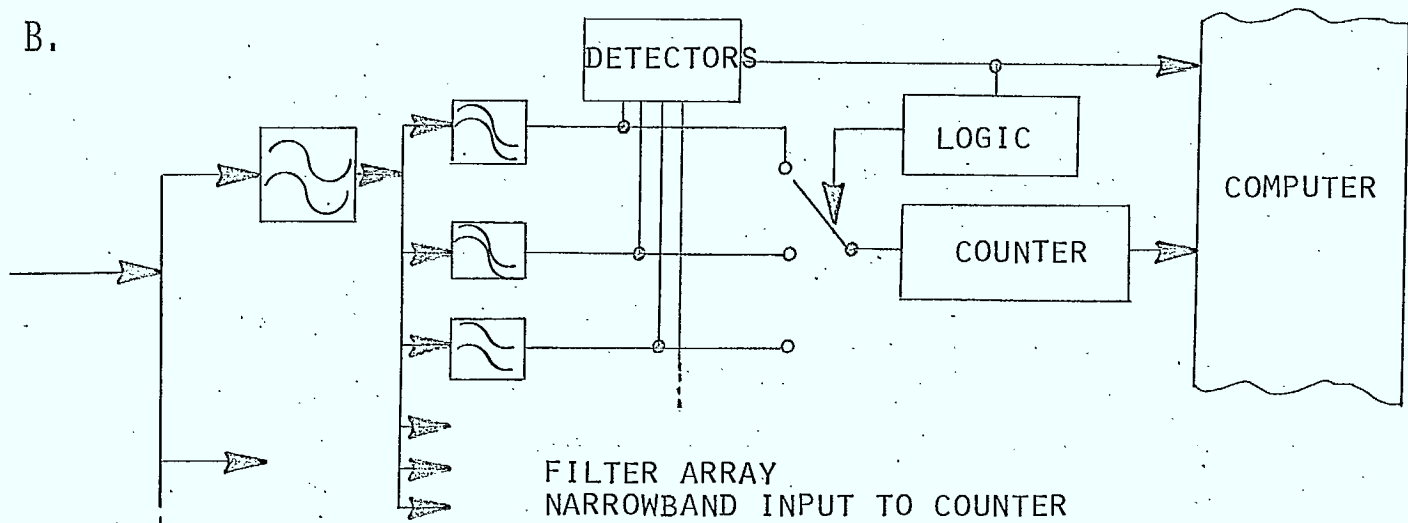 B.
DETECTORS
LOGIC
COMPUTER
COUNTER
FILTER ARRAY
NARROWBAND INPUT TO COUNTER